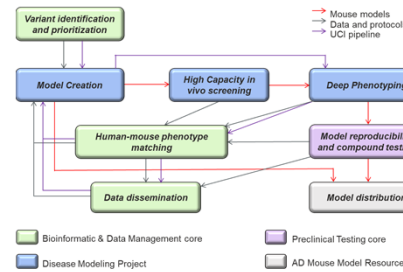 Variant identification
and prioritization
Mouse models
Data and protocol
UCI pipeline
Model Creation
High Capacity in
vivo screening
Deep Phenotyping
Human-mouse phenotype
matching
Model reproducibil
and compound testi
Data dissemination
Model distribution
Bioinformatic & Data Management core
Preclinical Testing core
Disease Modeling Project
AD Mouse Model Resource